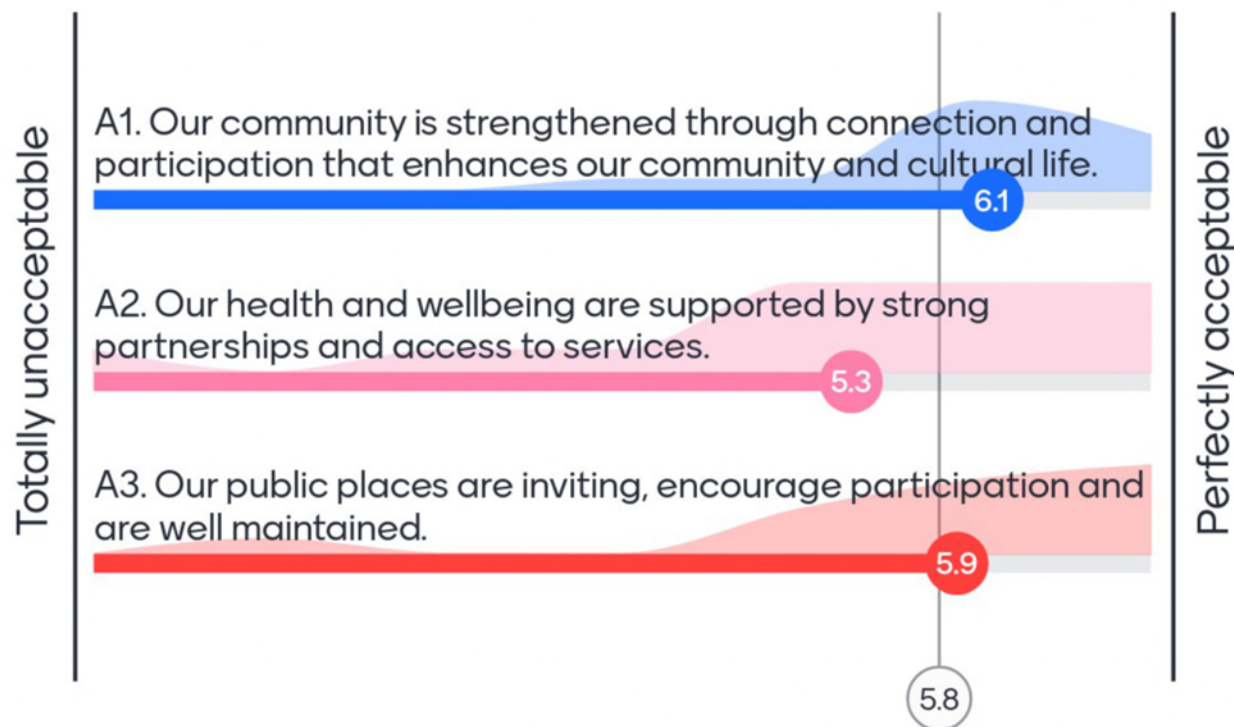 Totally unacceptable
A1. Our community is strengthened through connection and
participation that enhances our community and cultural life.
6.1
A2. Our health and wellbeing are supported by strong
partnerships and access to services.
5.3
A3. Our public places are inviting, encourage participation and
are well maintained.
5.9
5.8
Perfectly acceptable